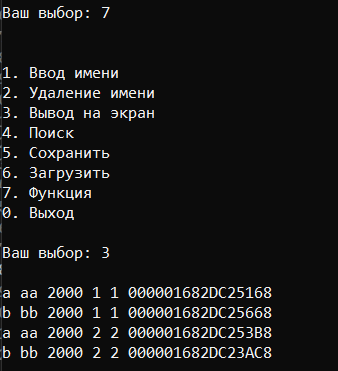 Ваш выбор: 7
1. Ввод имени
2. Удаление имени
3. Вывод на экран
4. Поиск
5. Сохранить
6. Загрузить
7. Функция
0. Выход
Ваш выбор: 3
a aa 2000 1 1 000001682DC25168
b bb 2000 1 1 000001682DC25668
a aa 2000 2 2 000001682DC253B8
b bb 2000 2 2 000001682DC23AC8